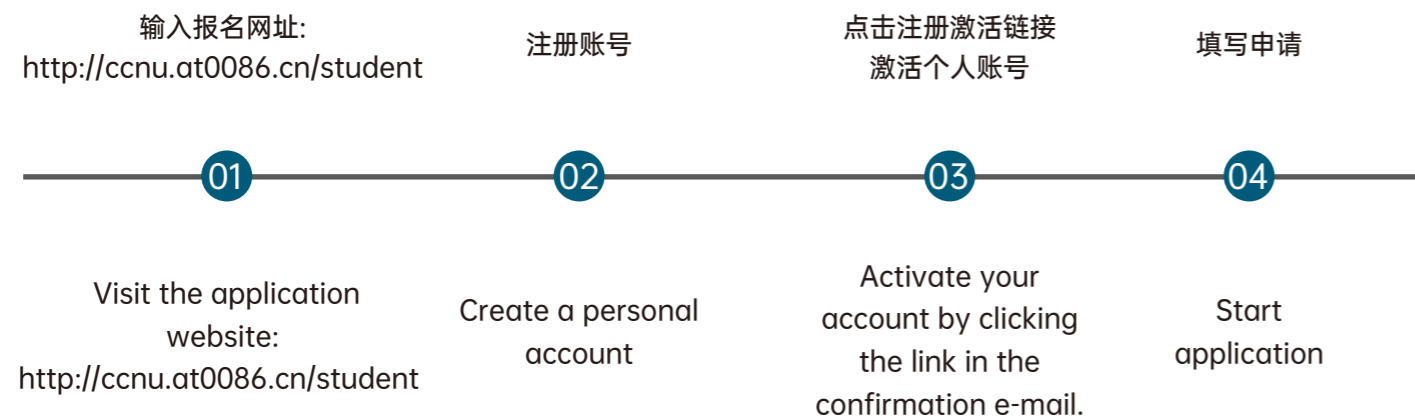 输入报名网址:
http://ccnu.at0086.cn/student
注册账号
点击注册激活链接
激活个人账号
填写申请
01
02
03
04
Visit the application
website:
http://ccnu.at0086.cn/student
Create a personal
account
Activate your
account by clicking
the link in the
confirmation e-mail.
Start
application